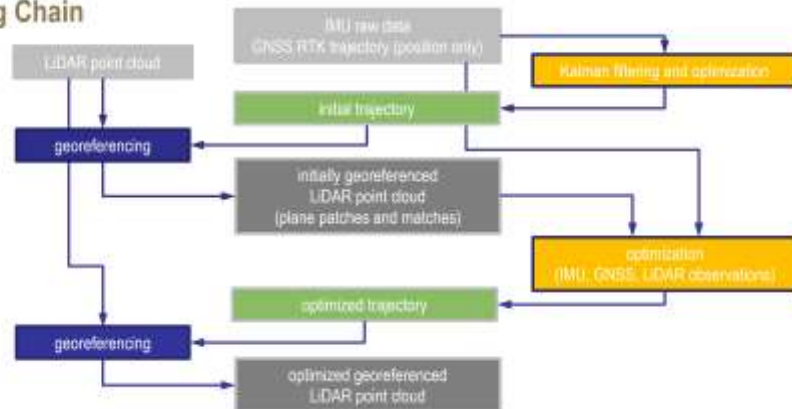 g Chain
IMU raw data
GNSS RTK trajectory (position only)
LiDAR point cloud
Kalman filtering and optimization
initial trajectory
georeferencing
initially georeferenced
LiDAR point cloud
(plane patches and matches)
optimization
(IMU, GNSS, LiDAR observations)
optimized trajectory
georeferencing
optimized georeferenced
LiDAR point cloud